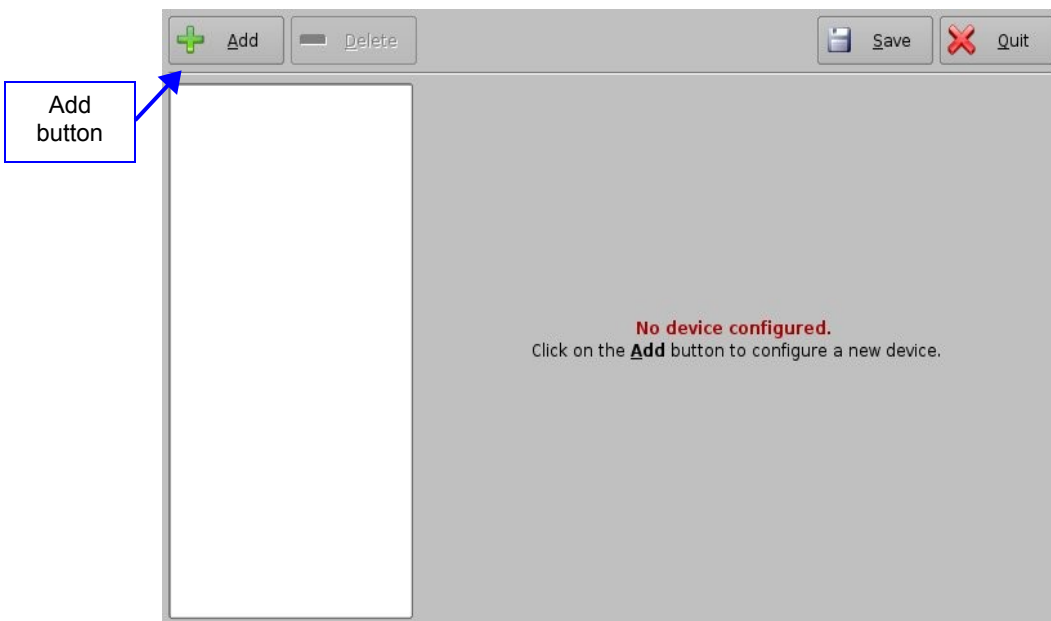 Add
Delete
Save
Quit
Add
button
No device configured.
Click on the Add button to configure a new device.